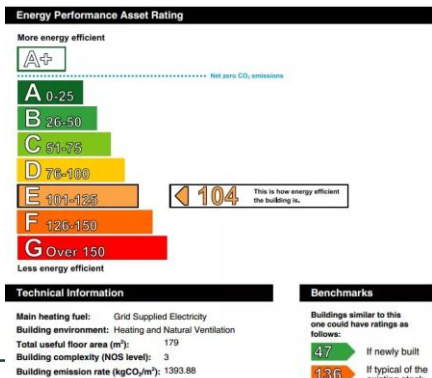 Energy Performance Asset Rating
More energy efficient
A+
Net zero CO₂ emissions
A 0-25
B 26-50
C 51-75
D 76-100
E 101-125
104
This is how energy efficient
the building is.
F 126-150
G Over 150
Less energy efficient
Technical Information
Main heating fuel: Grid Supplied Electricity
Building environment: Heating and Natural Ventilation
Total useful floor area (m²): 179
Building complexity (NOS level): 3
Building emission rate (kgCO₂/m²): 1393.88
Benchmarks
Buildings similar to this
one could have ratings as
follows:
47 If newly built
136 If typical of the
existing stock